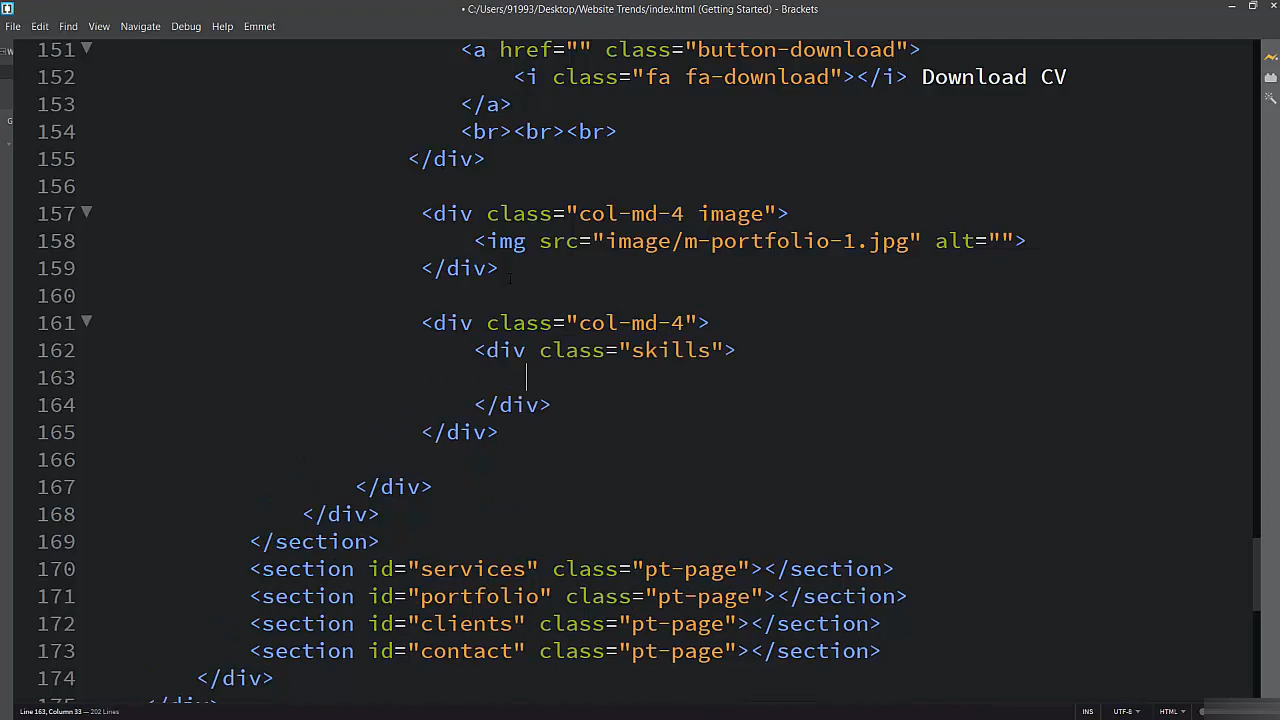 • C:/Users/91993/Desktop/Website Trends/index.html (Getting Started) - Brackets
File Edit Find View Navigate Debug Help Emmet
151 <a href="" class="button-download">
152 <i class="fa fa-download"></i> Download CV
153 </a>
154 <br><br><br>
155 </div>
156
157 <div class="col-md-4 image">
158 <img src="image/m-portfolio-1.jpg" alt="">
159 </div>
160
161 <div class="col-md-4">
162 <div class="skills">
163
164 </div>
165 </div>
166
167 </div>
168 </div>
169 </section>
170 <section id="services" class="pt-page"></section>
171 <section id="portfolio" class="pt-page"></section>
172 <section id="clients" class="pt-page"></section>
173 <section id="contact" class="pt-page"></section>
174 </div>
175 </div>
Line 163, Column 33 — 202 Lines INS UTF-8 HTML